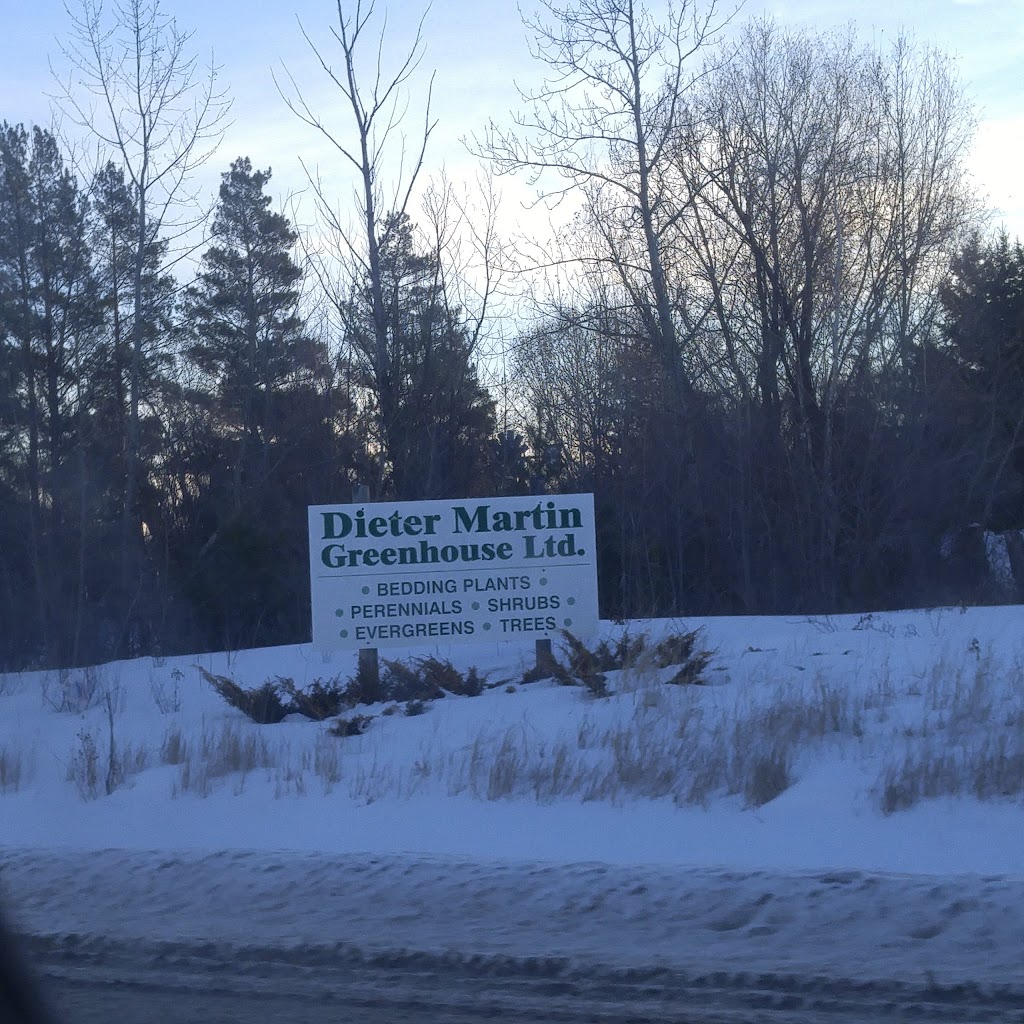 Dieter Martin
Greenhouse Ltd.
• BEDDING PLANTS •
• PERENNIALS • SHRUBS •
• EVERGREENS • TREES •